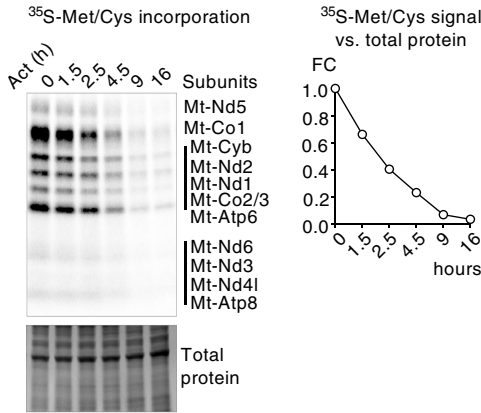 ³⁵S-Met/Cys incorporation
Act (h)
0 1.5 2.5 4.5 9 16
Subunits
Mt-Nd5
Mt-Co1
Mt-Cyb
Mt-Nd2
Mt-Nd1
Mt-Co2/3
Mt-Atp6
Mt-Nd6
Mt-Nd3
Mt-Nd4l
Mt-Atp8
Total
protein
³⁵S-Met/Cys signal
vs. total protein
FC
1.0
0.8
0.6
0.4
0.2
0.0
0 1.5 2.5 4.5 9 16
hours